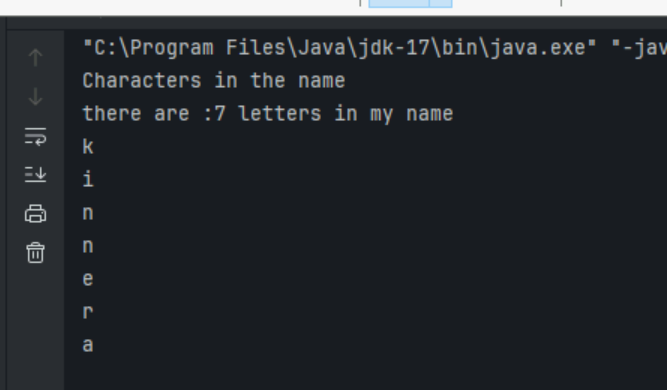 "C:\Program Files\Java\jdk-17\bin\java.exe" "-jav
Characters in the name
there are :7 letters in my name
k
i
n
n
e
r
a